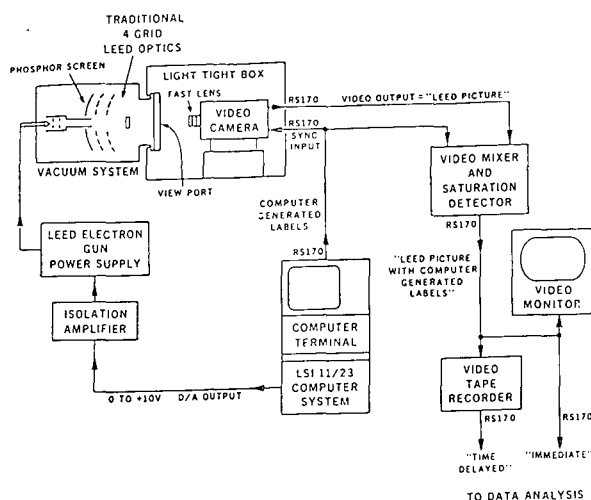 TRADITIONAL
4 GRID
LEED OPTICS
PHOSPHOR SCREEN
LIGHT TIGHT BOX
FAST LENS
VIDEO
CAMERA
RS170
VIDEO OUTPUT = "LEED PICTURE"
RS170
SYNC
INPUT
VACUUM SYSTEM
VIEW PORT
VIDEO MIXER
AND
SATURATION
DETECTOR
RS170
COMPUTER
GENERATED
LABELS
RS170
LEED ELECTRON
GUN
POWER SUPPLY
"LEED PICTURE
WITH COMPUTER
GENERATED
LABELS"
VIDEO
MONITOR
ISOLATION
AMPLIFIER
COMPUTER
TERMINAL
LSI 11/23
COMPUTER
SYSTEM
0 TO +10V D/A OUTPUT
VIDEO
TAPE
RECORDER
RS170
RS170
"TIME
DELAYED"
"IMMEDIATE"
TO DATA ANALYSIS